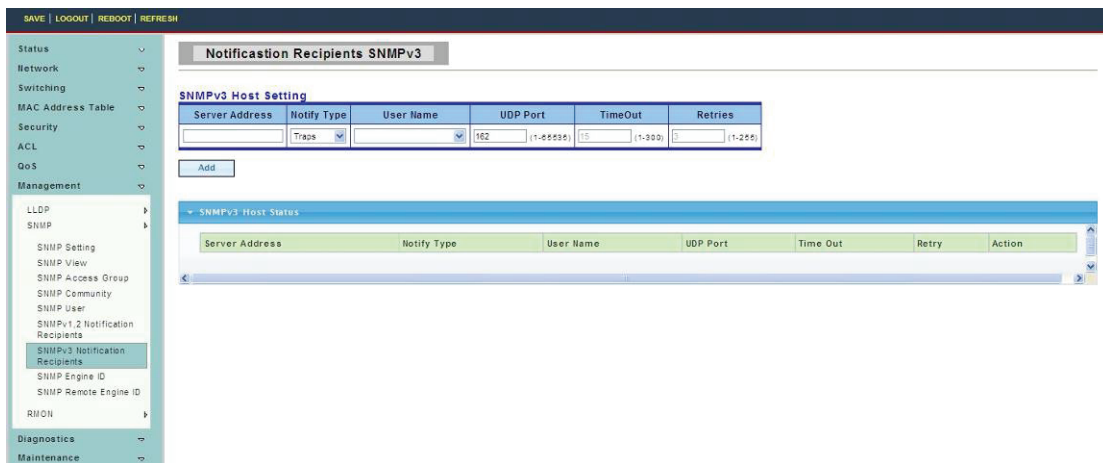 SAVE | LOGOUT | REBOOT | REFRESH
Status
Network
Switching
MAC Address Table
Security
ACL
QoS
Management
LLDP
SNMP
SNMP Setting
SNMP View
SNMP Access Group
SNMP Community
SNMP User
SNMPv1,2 Notification
Recipients
SNMPv3 Notification
Recipients
SNMP Engine ID
SNMP Remote Engine ID
RMON
Diagnostics
Maintenance
Notificastion Recipients SNMPv3
SNMPv3 Host Setting
Server Address Notify Type User Name UDP Port TimeOut Retries
Traps 162 (1-65535) 15 (1-300) 3 (1-255)
Add
SNMPv3 Host Status
Server Address Notify Type User Name UDP Port Time Out Retry Action